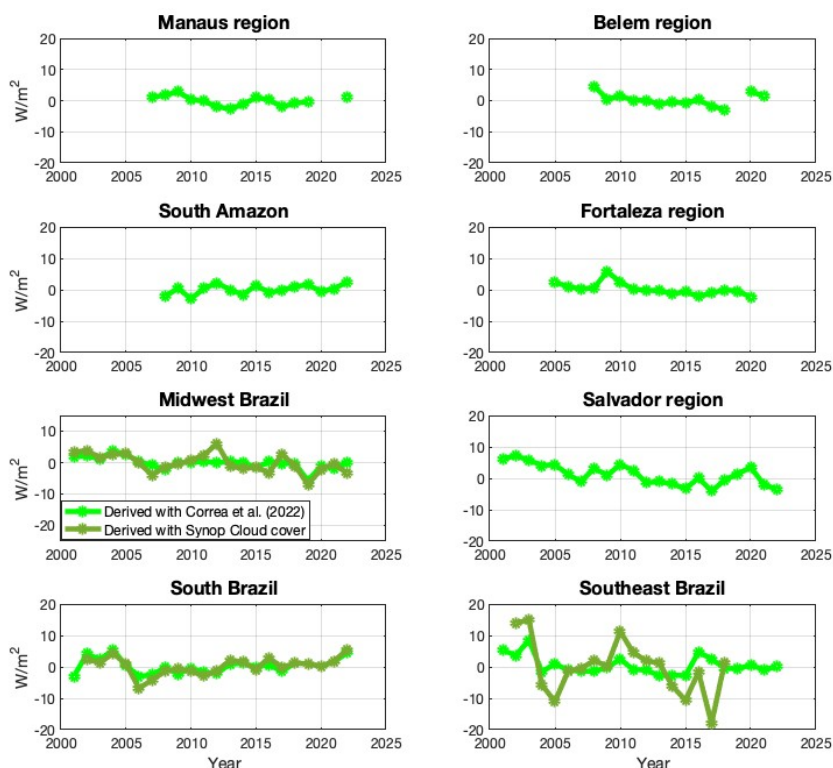 Manaus region
20
10
0
-10
-20
W/m²
2000 2005 2010 2015 2020 2025
Belem region
20
10
0
-10
-20
2000 2005 2010 2015 2020 2025
South Amazon
20
10
0
-10
-20
W/m²
2000 2005 2010 2015 2020 2025
Fortaleza region
20
10
0
-10
-20
2000 2005 2010 2015 2020 2025
Midwest Brazil
10
0
-10
-20
W/m²
Derived with Correa et al. (2022)
Derived with Synop Cloud cover
2000 2005 2010 2015 2020 2025
Salvador region
20
10
0
-10
-20
2000 2005 2010 2015 2020 2025
South Brazil
20
10
0
-10
-20
W/m²
2000 2005 2010 2015 2020 2025
Year
Southeast Brazil
20
10
0
-10
-20
2000 2005 2010 2015 2020 2025
Year